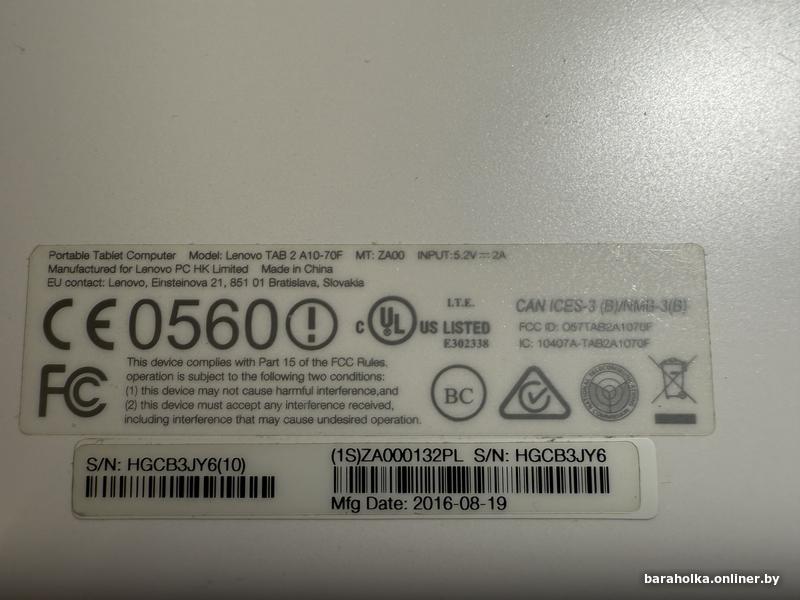 Portable Tablet Computer Model: Lenovo TAB 2 A10-70F MT: ZA00 INPUT:5.2V⎓2A
Manufactured for Lenovo PC HK Limited Made in China
EU contact: Lenovo, Einsteinova 21, 851 01 Bratislava, Slovakia
CE0560
c UL US LISTED
I.T.E.
E302338
CAN ICES-3 (B)/NMB-3(B)
FCC ID: O57TAB2A1070F
IC: 10407A-TAB2A1070F
FC
This device complies with Part 15 of the FCC Rules.
operation is subject to the following two conditions:
(1) this device may not cause harmful interference,and
(2) this device must accept any interference received,
including interference that may cause undesired operation.
BC
S/N: HGCB3JY6(10)
(1S)ZA000132PL S/N: HGCB3JY6
Mfg Date: 2016-08-19
baraholka.onliner.by